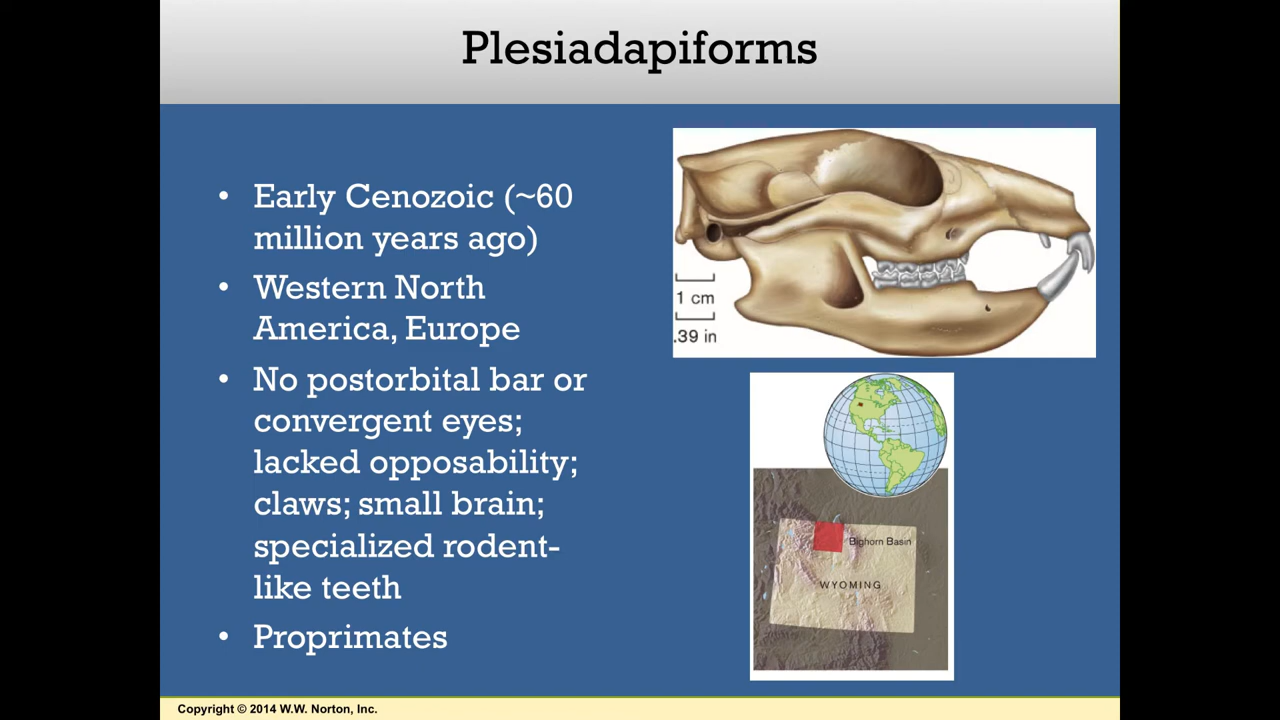 Plesiadapiforms
• Early Cenozoic (~60
million years ago)
• Western North
America, Europe
• No postorbital bar or
convergent eyes;
lacked opposability;
claws; small brain;
specialized rodent-
like teeth
• Proprimates
1 cm
.39 in
Bighorn Basin
WYOMING
Copyright © 2014 W.W. Norton, Inc.